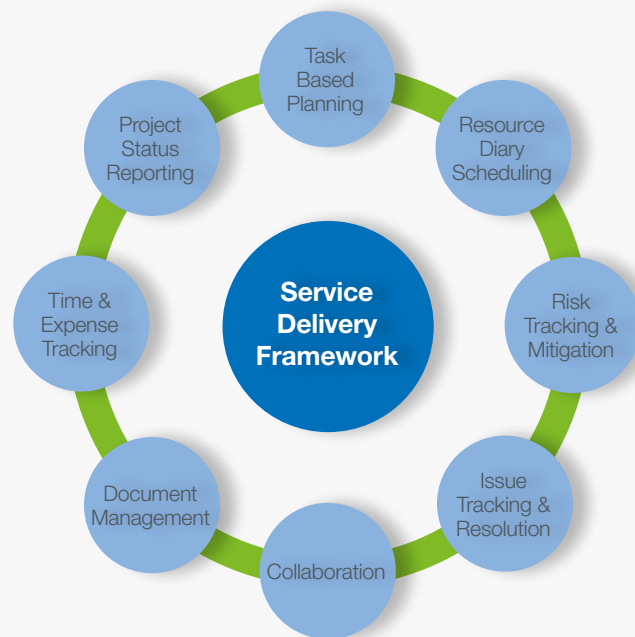 Task
Based
Planning
Resource
Diary
Scheduling
Risk
Tracking &
Mitigation
Issue
Tracking &
Resolution
Collaboration
Document
Management
Time &
Expense
Tracking
Project
Status
Reporting
Service
Delivery
Framework